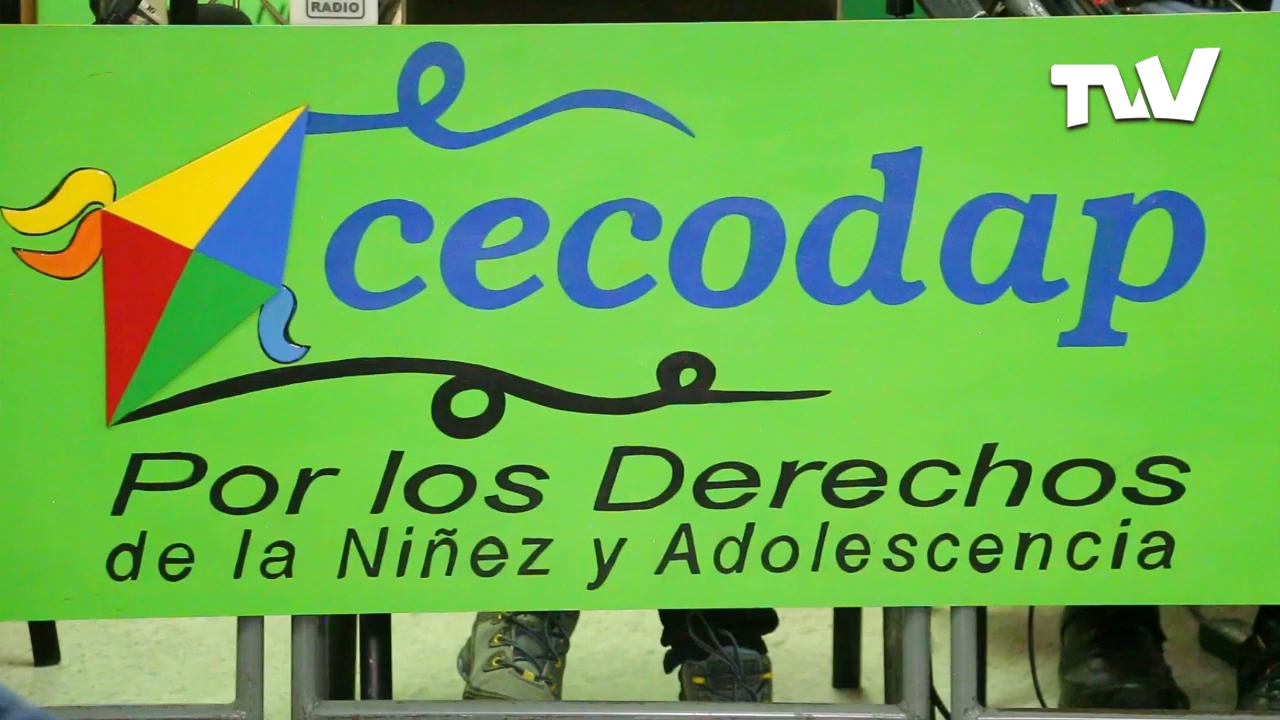 RADIO
TVV
cecodap
Por los Derechos
de la Niñez y Adolescencia